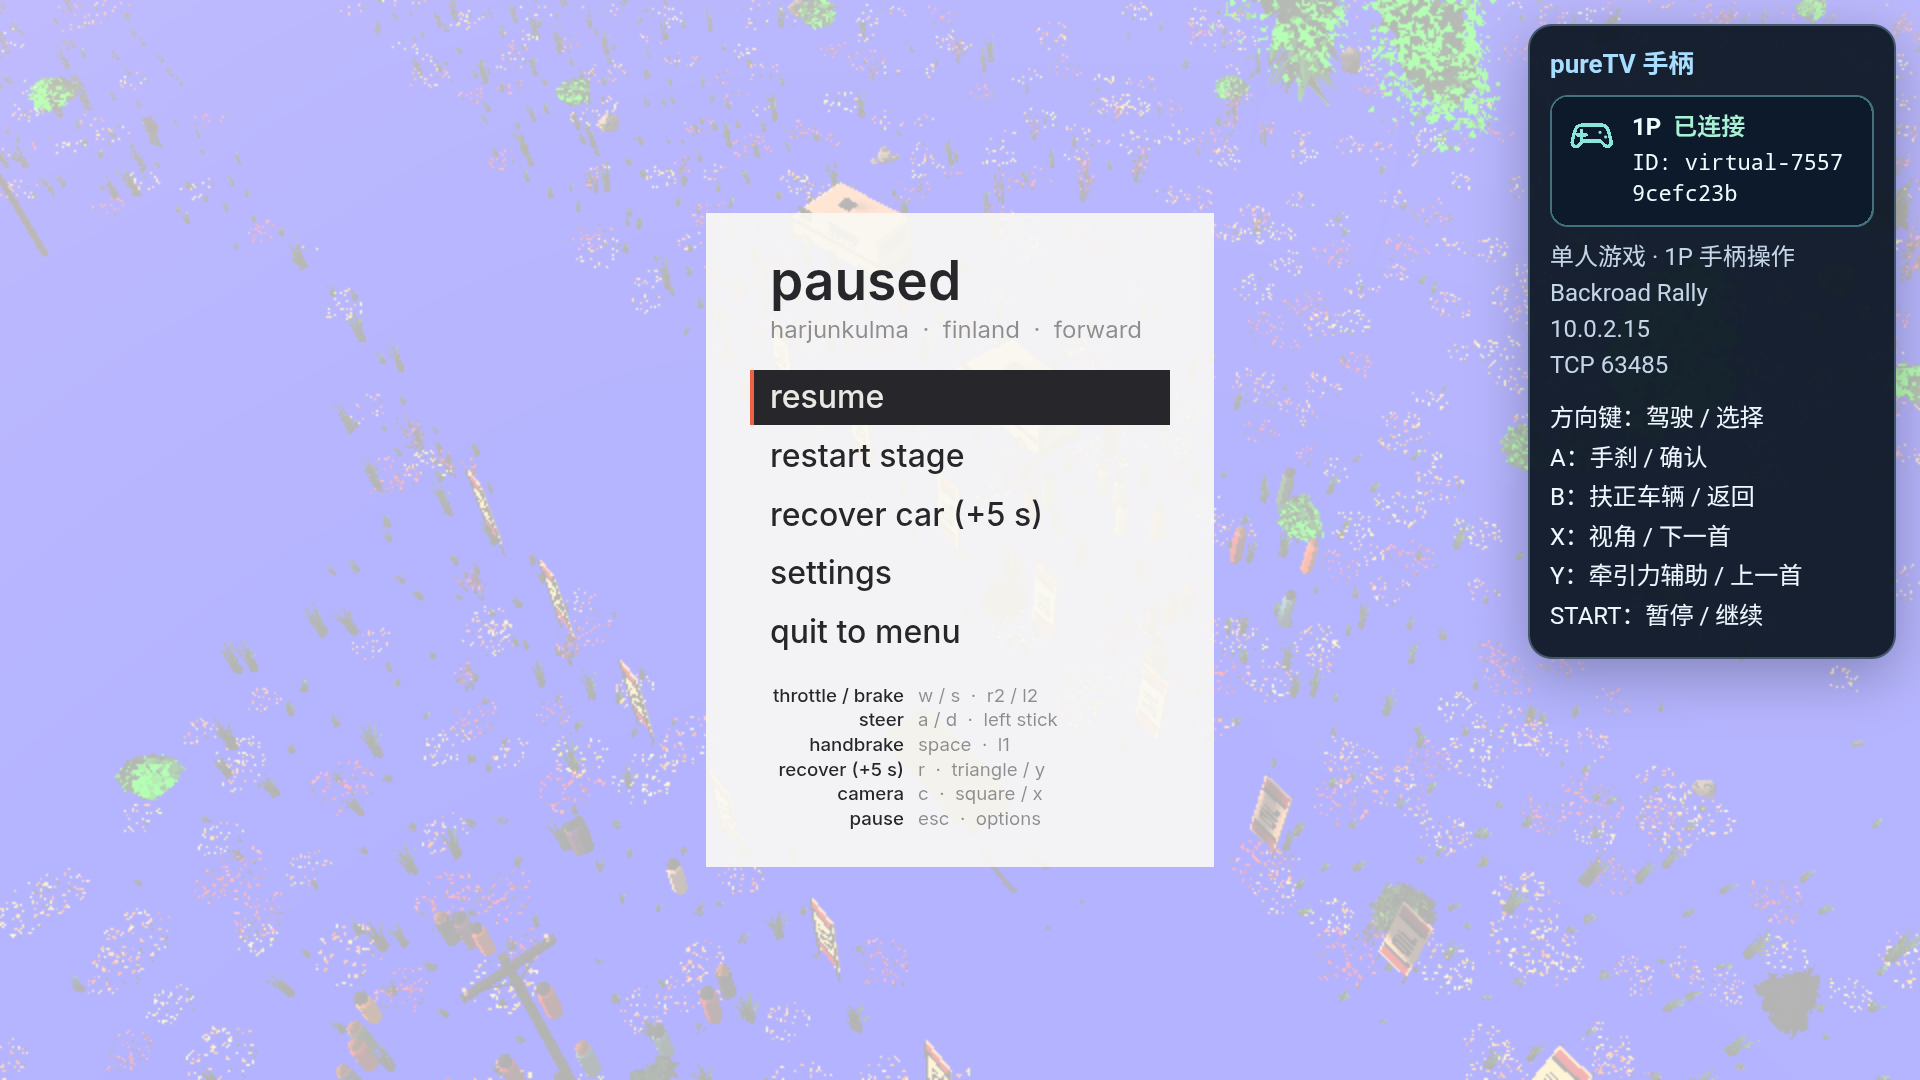 paused
harjunkulma · finland · forward
resume
restart stage
recover car (+5 s)
settings
quit to menu
throttle / brake w / s · r2 / l2
steer a / d · left stick
handbrake space · l1
recover (+5 s) r · triangle / y
camera c · square / x
pause esc · options
pureTV 手柄
1P 已连接
ID: virtual-7557
9cefc23b
单人游戏 · 1P 手柄操作
Backroad Rally
10.0.2.15
TCP 63485
方向键：驾驶 / 选择
A：手刹 / 确认
B：扶正车辆 / 返回
X：视角 / 下一首
Y：牵引力辅助 / 上一首
START：暂停 / 继续